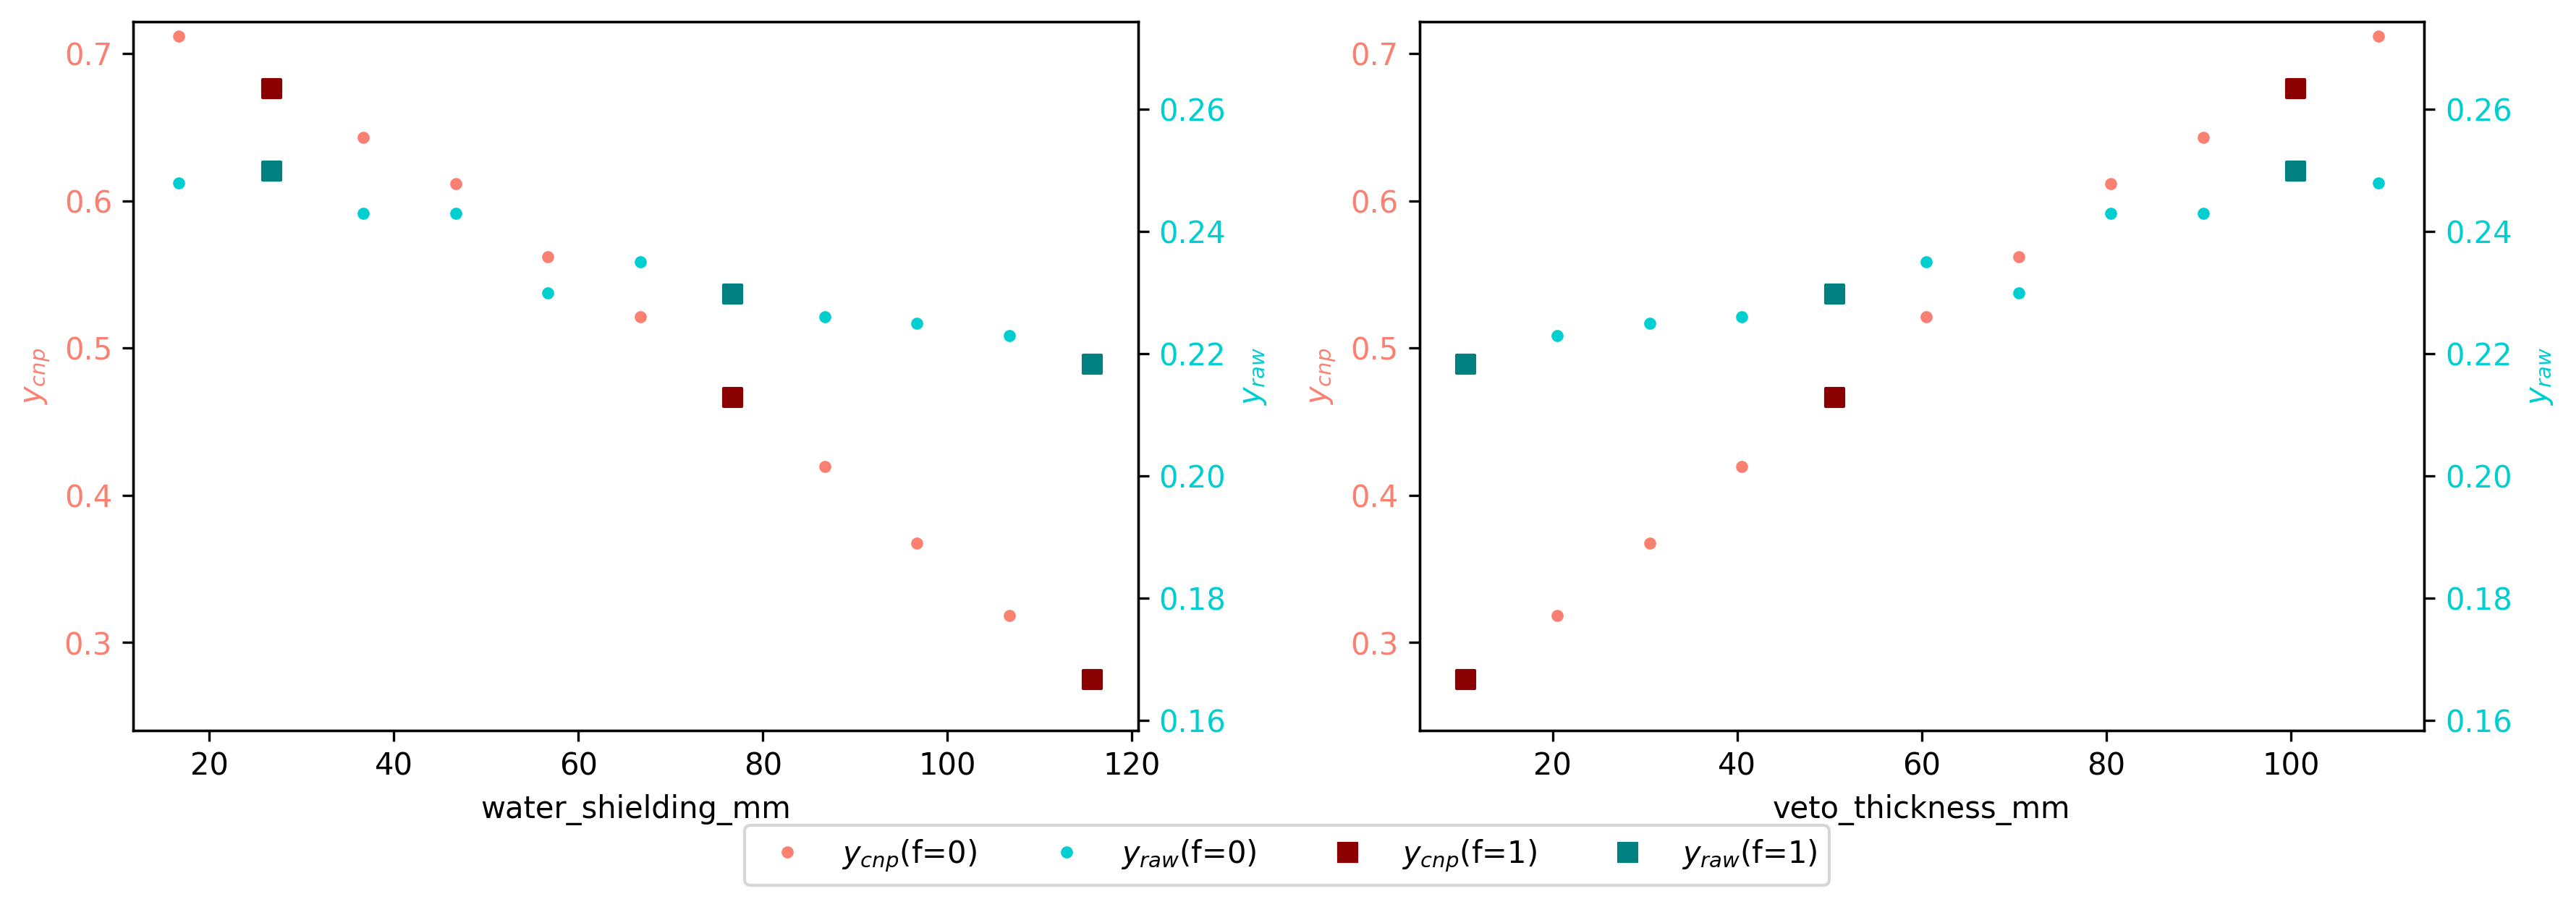 0.7
0.6
0.5
0.4
0.3
y_cnp
0.26
0.24
0.22
0.20
0.18
0.16
y_raw
20 40 60 80 100 120
water_shielding_mm
0.7
0.6
0.5
0.4
0.3
y_cnp
0.26
0.24
0.22
0.20
0.18
0.16
y_raw
20 40 60 80 100
veto_thickness_mm
y_cnp(f=0) y_raw(f=0) y_cnp(f=1) y_raw(f=1)